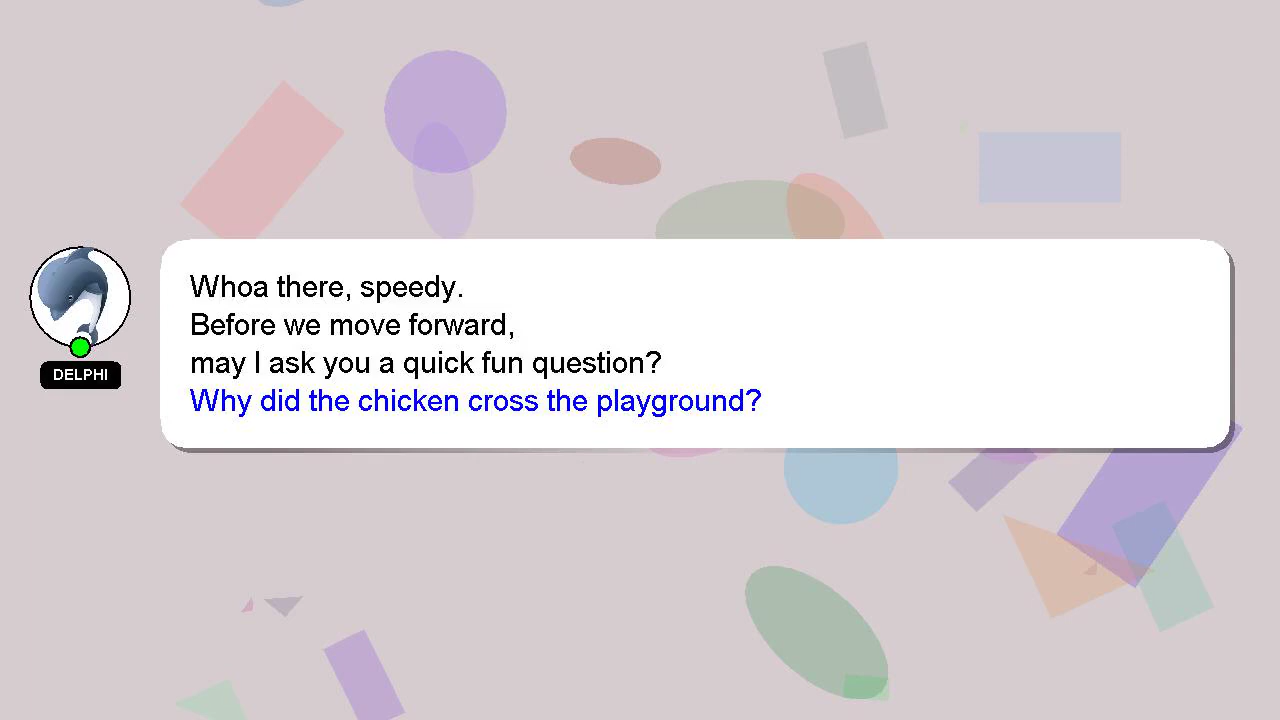 Whoa there, speedy.
Before we move forward,
may I ask you a quick fun question?
Why did the chicken cross the playground?
DELPHI